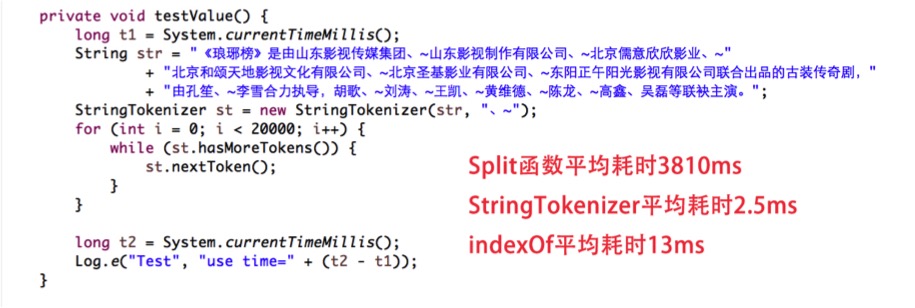 private void testValue() {
long t1 = System.currentTimeMillis();
String str = "《琅琊榜》是由山东影视传媒集团、~山东影视制作有限公司、~北京儒意欣欣影业、~"
+ "北京和颂天地影视文化有限公司、~北京圣基影业有限公司、~东阳正午阳光影视有限公司联合出品的古装传奇剧，"
+ "由孔笙、~李雪合力执导，胡歌、~刘涛、~王凯、~黄维德、~陈龙、~高鑫、吴磊等联袂主演。";
StringTokenizer st = new StringTokenizer(str, "、~");
for (int i = 0; i < 20000; i++) {
while (st.hasMoreTokens()) {
st.nextToken();
}
}
Split函数平均耗时3810ms
StringTokenizer平均耗时2.5ms
indexOf平均耗时13ms
long t2 = System.currentTimeMillis();
Log.e("Test", "use time=" + (t2 - t1));
}